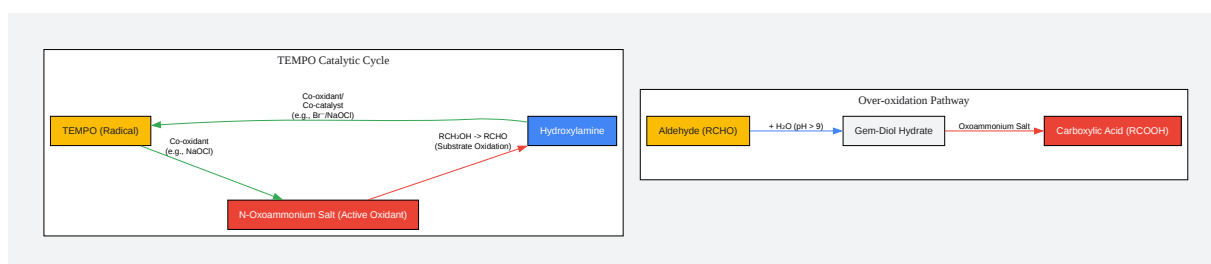 TEMPO Catalytic Cycle
Co-oxidant/
Co-catalyst
(e.g., Br⁻/NaOCl)
TEMPO (Radical)
Hydroxylamine
Co-oxidant
(e.g., NaOCl)
RCH₂OH -> RCHO
(Substrate Oxidation)
N-Oxoammonium Salt (Active Oxidant)
Over-oxidation Pathway
Aldehyde (RCHO)
+ H₂O (pH > 9)
Gem-Diol Hydrate
Oxoammonium Salt
Carboxylic Acid (RCOOH)